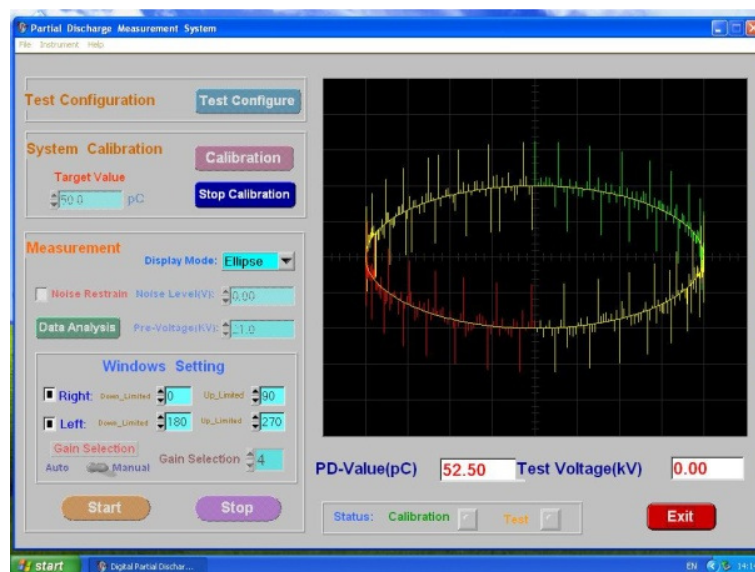 Partial Discharge Measurement System
File Instrument Help
Test Configuration Test Configure
System Calibration Calibration
Target Value
50.0 pC Stop Calibration
Measurement
Display Mode: Ellipse
Noise Restrain Noise Level(V): 0.00
Data Analysis Pre-Voltage(KV): 21.0
Windows Setting
Right: Down_Limited 0 Up_Limited 90
Left: Down_Limited 180 Up_Limited 270
Gain Selection
Auto Manual Gain Selection 4
Start Stop
PD-Value(pC) 52.50 Test Voltage(kV) 0.00
Status: Calibration Test Exit
start Digital Partial Dischar... EN